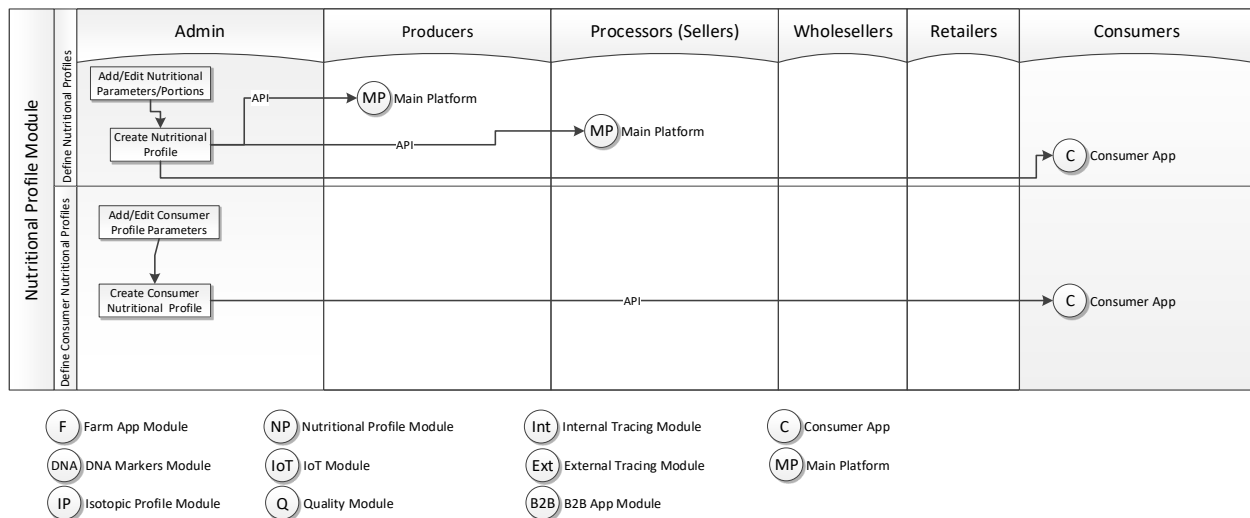 Nutritional Profile Module
Admin
Producers
Processors (Sellers)
Wholesellers
Retailers
Consumers
Define Nutritional Profiles
Add/Edit Nutritional
Parameters/Portions
Create Nutritional
Profile
API
MP Main Platform
API
MP Main Platform
C Consumer App
Define Consumer Nutritional Profiles
Add/Edit Consumer
Profile Parameters
Create Consumer
Nutritional Profile
API
C Consumer App
F Farm App Module
NP Nutritional Profile Module
Int Internal Tracing Module
C Consumer App
DNA DNA Markers Module
IoT IoT Module
Ext External Tracing Module
MP Main Platform
IP Isotopic Profile Module
Q Quality Module
B2B B2B App Module